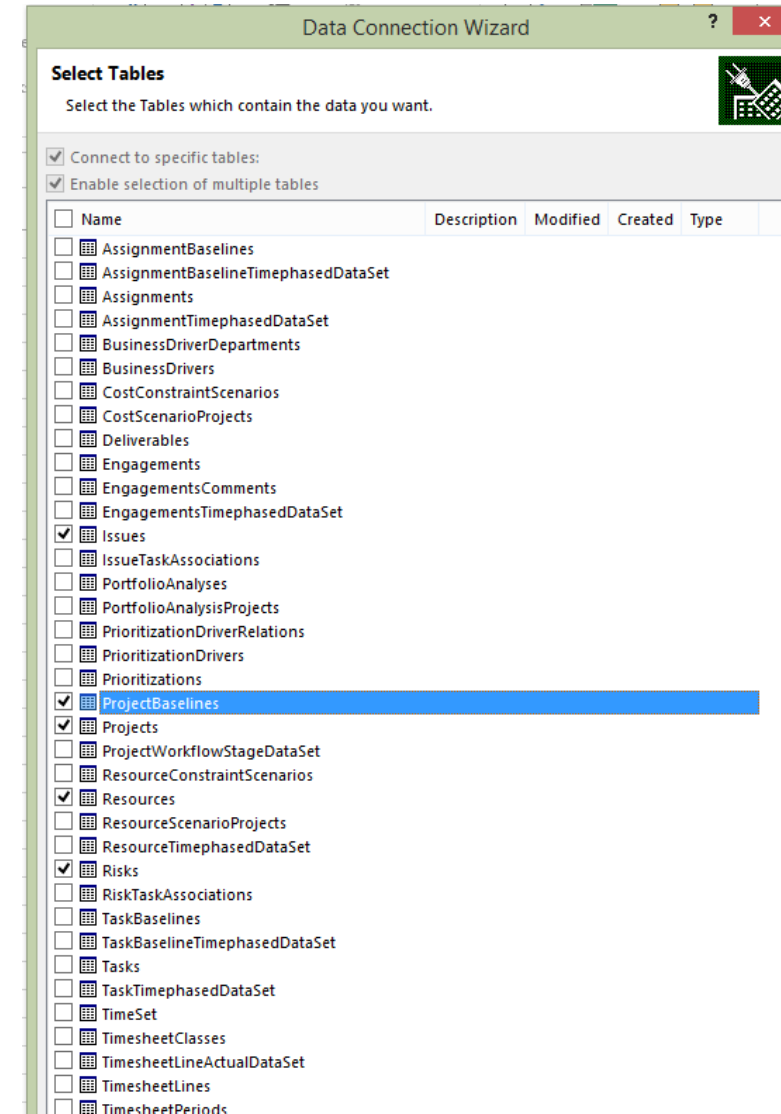 Data Connection Wizard
?
Select Tables
Select the Tables which contain the data you want.
Connect to specific tables:
Enable selection of multiple tables
Name Description Modified Created Type
AssignmentBaselines
AssignmentBaselineTimephasedDataSet
Assignments
AssignmentTimephasedDataSet
BusinessDriverDepartments
BusinessDrivers
CostConstraintScenarios
CostScenarioProjects
Deliverables
Engagements
EngagementsComments
EngagementsTimephasedDataSet
Issues
IssueTaskAssociations
PortfolioAnalyses
PortfolioAnalysisProjects
PrioritizationDriverRelations
PrioritizationDrivers
Prioritizations
ProjectBaselines
Projects
ProjectWorkflowStageDataSet
ResourceConstraintScenarios
Resources
ResourceScenarioProjects
ResourceTimephasedDataSet
Risks
RiskTaskAssociations
TaskBaselines
TaskBaselineTimephasedDataSet
Tasks
TaskTimephasedDataSet
TimeSet
TimesheetClasses
TimesheetLineActualDataSet
TimesheetLines
TimesheetPeriods